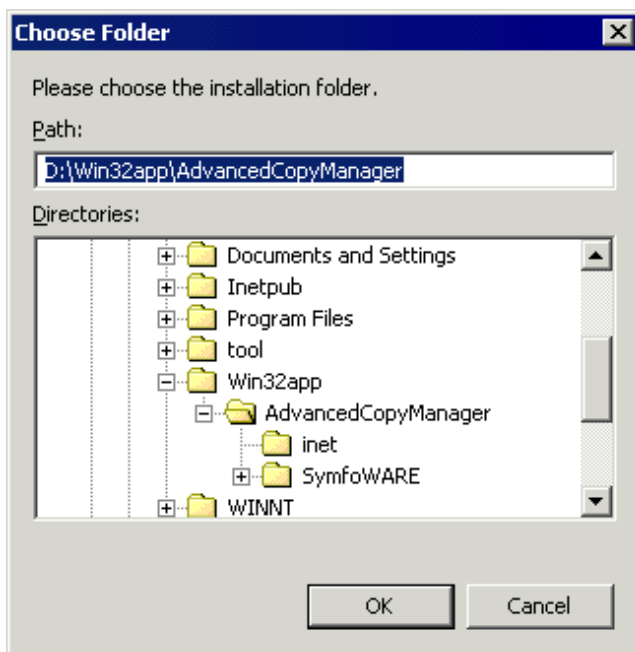 Choose Folder
Please choose the installation folder.
Path:
D:\Win32app\AdvancedCopyManager
Directories:
Documents and Settings
Inetpub
Program Files
tool
Win32app
AdvancedCopyManager
inet
SymfoWARE
WINNT
OK Cancel